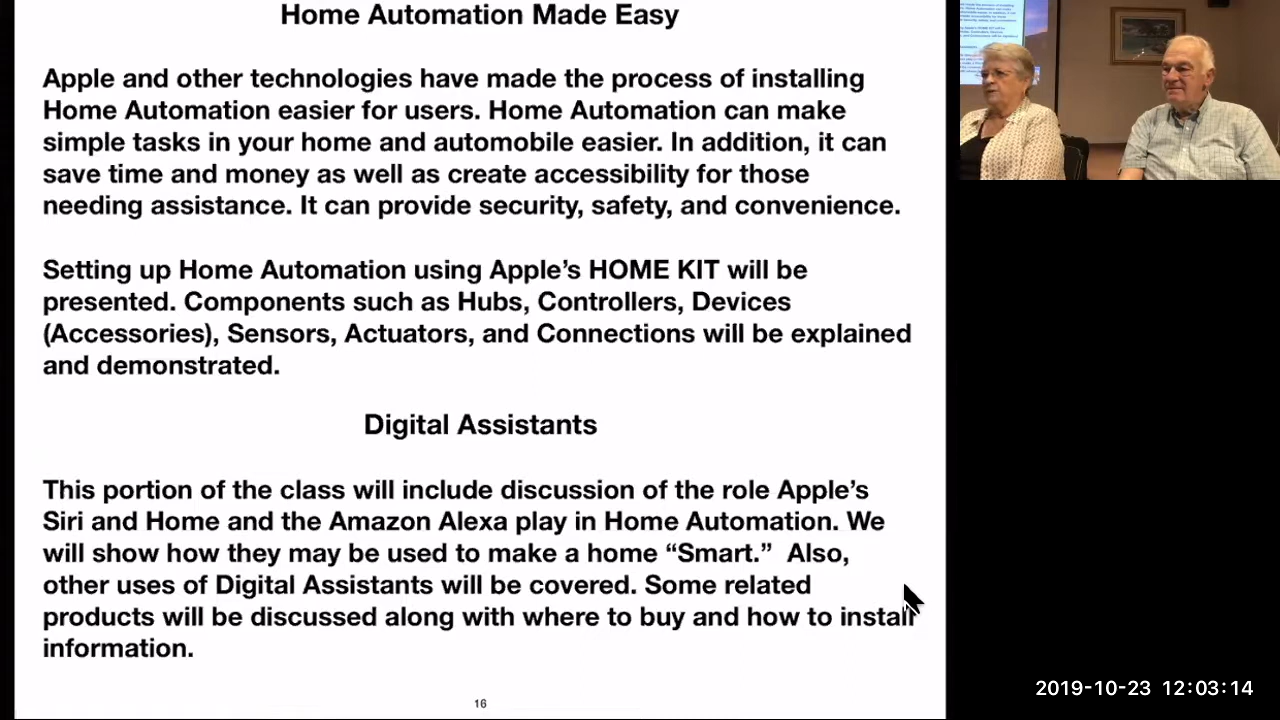 Home Automation Made Easy
Apple and other technologies have made the process of installing
Home Automation easier for users. Home Automation can make
simple tasks in your home and automobile easier. In addition, it can
save time and money as well as create accessibility for those
needing assistance. It can provide security, safety, and convenience.
Setting up Home Automation using Apple’s HOME KIT will be
presented. Components such as Hubs, Controllers, Devices
(Accessories), Sensors, Actuators, and Connections will be explained
and demonstrated.
Digital Assistants
This portion of the class will include discussion of the role Apple’s
Siri and Home and the Amazon Alexa play in Home Automation. We
will show how they may be used to make a home “Smart.” Also,
other uses of Digital Assistants will be covered. Some related
products will be discussed along with where to buy and how to install
information.
16
2019-10-23 12:03:14